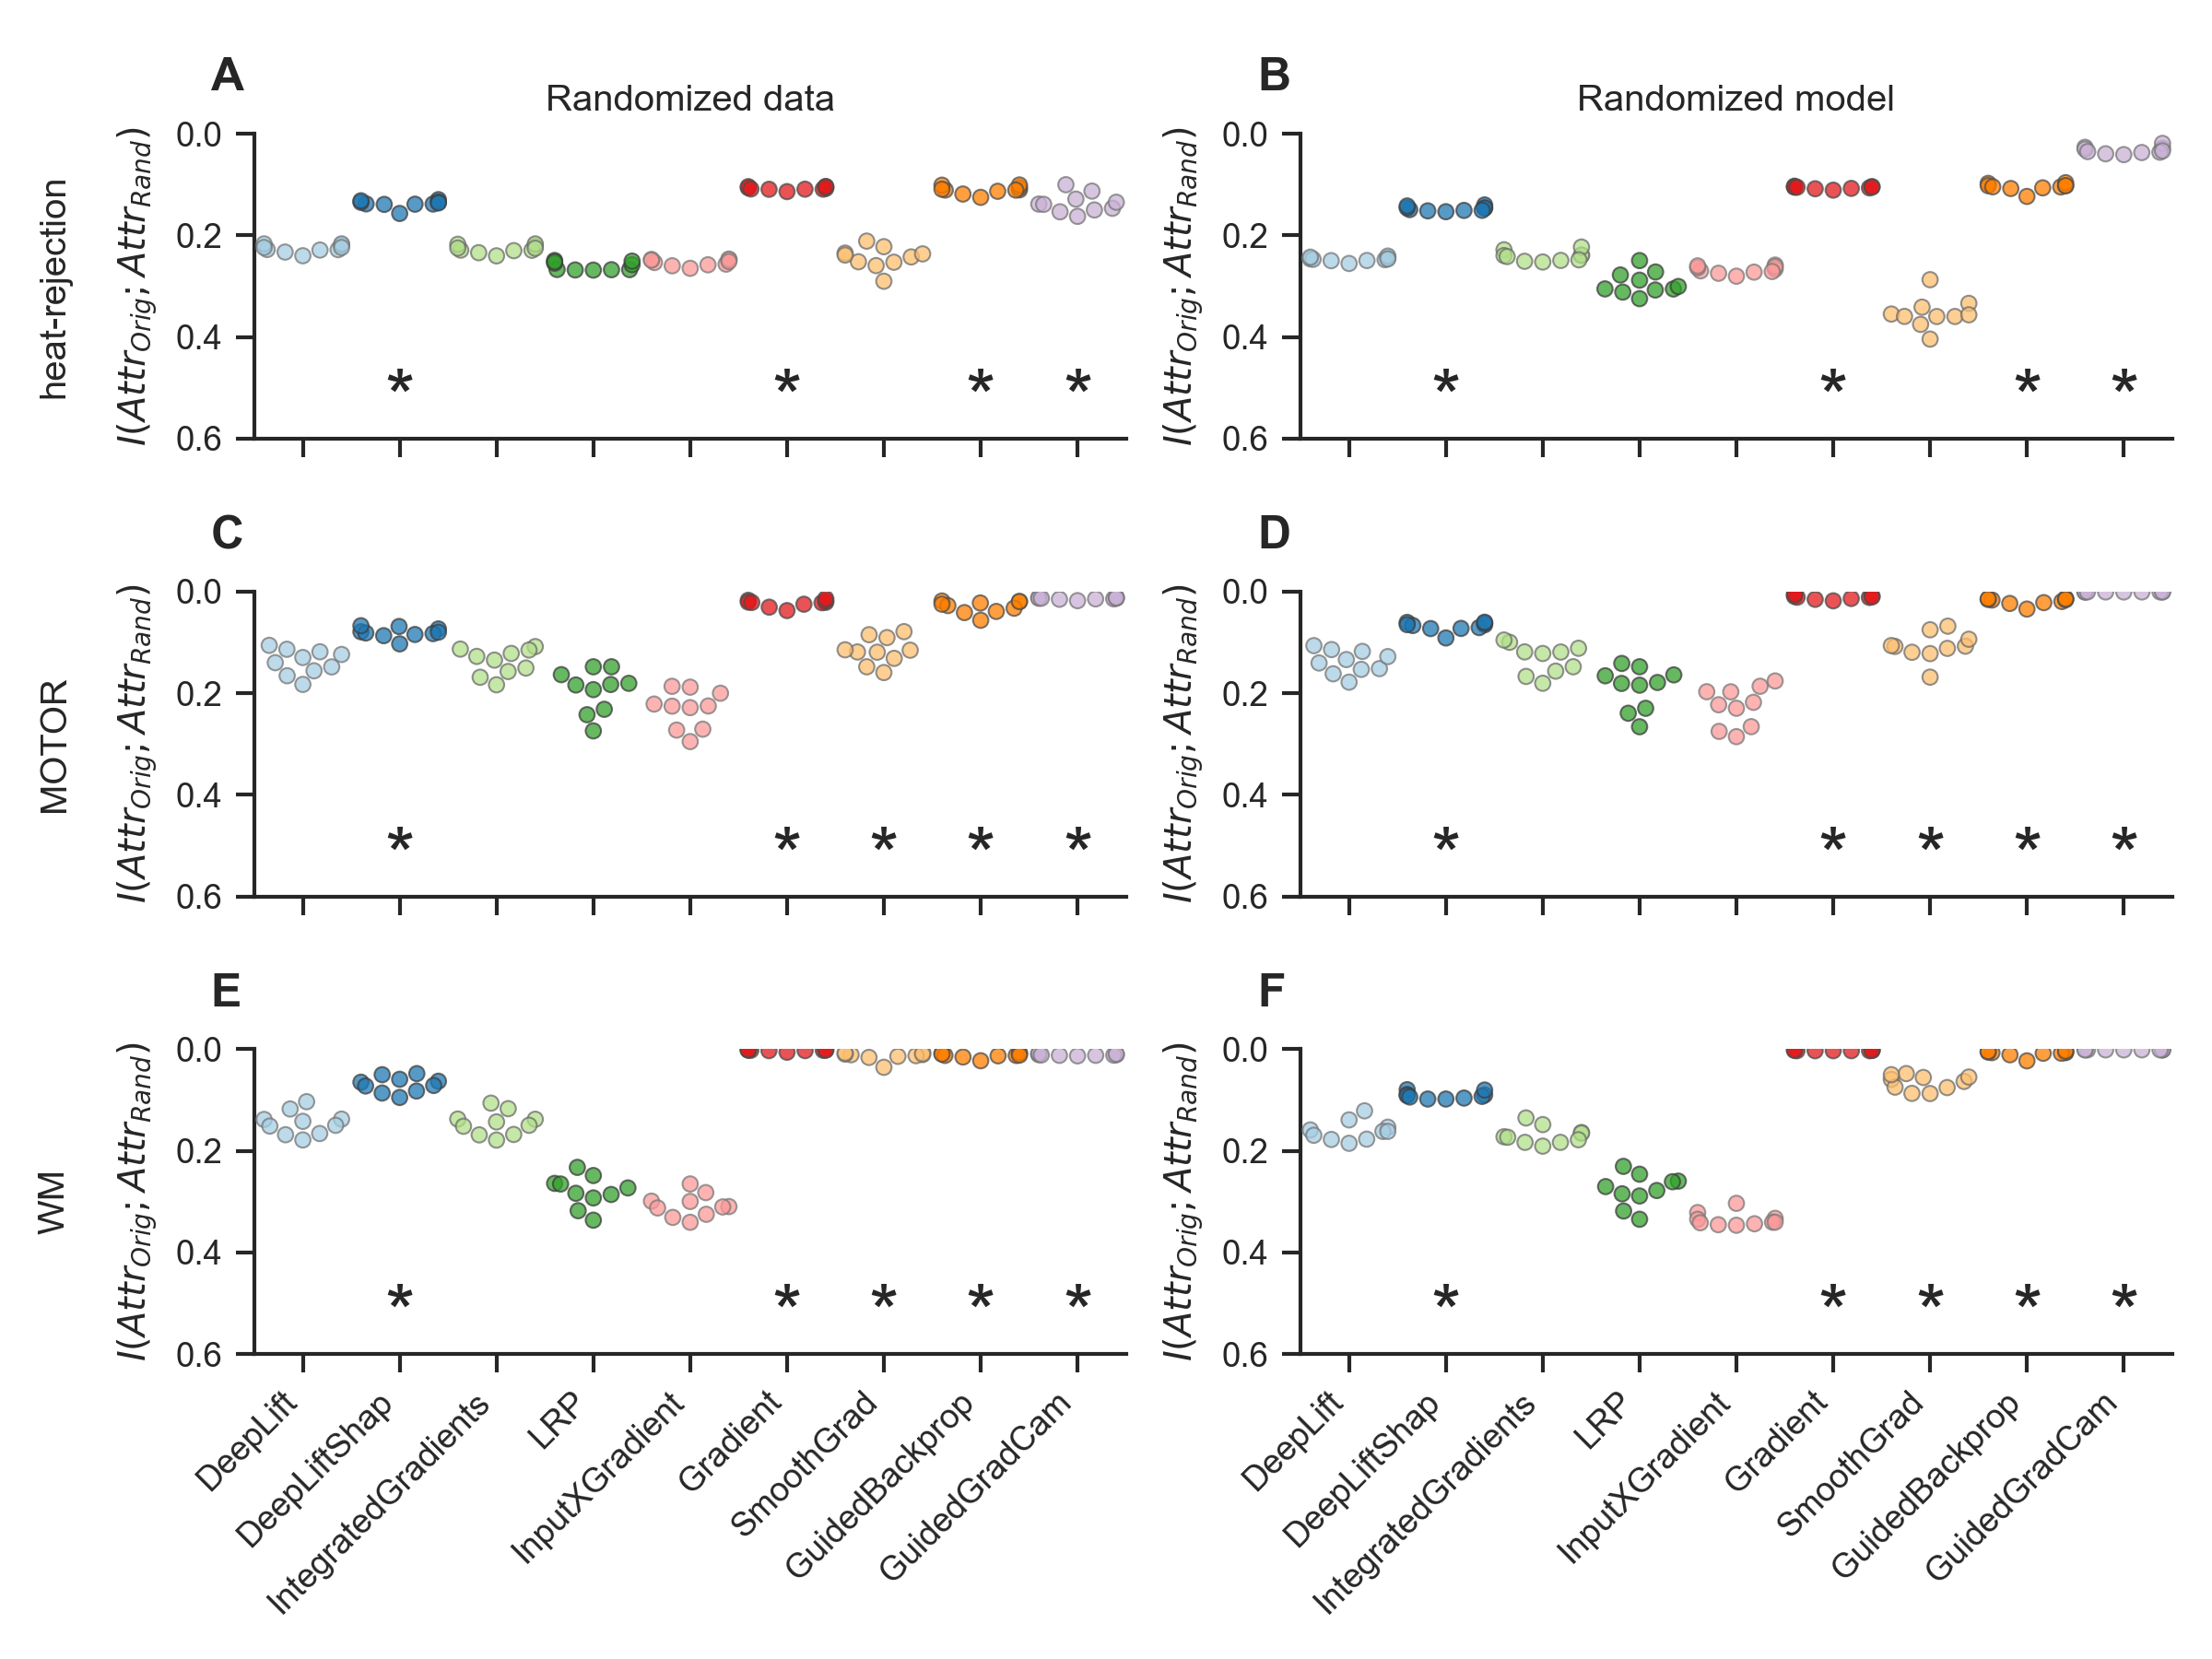 A
B
Randomized data
Randomized model
heat-rejection
I(Attr_Orig; Attr_Rand)
0.0
0.2
0.4
0.6
*
*
*
*
I(Attr_Orig; Attr_Rand)
0.0
0.2
0.4
0.6
*
*
*
*
C
D
MOTOR
I(Attr_Orig; Attr_Rand)
0.0
0.2
0.4
0.6
*
*
*
*
*
I(Attr_Orig; Attr_Rand)
0.0
0.2
0.4
0.6
*
*
*
*
*
E
F
WM
I(Attr_Orig; Attr_Rand)
0.0
0.2
0.4
0.6
*
*
*
*
*
I(Attr_Orig; Attr_Rand)
0.0
0.2
0.4
0.6
*
*
*
*
*
DeepLift
DeepLiftShap
IntegratedGradients
LRP
InputXGradient
Gradient
SmoothGrad
GuidedBackprop
GuidedGradCam
DeepLift
DeepLiftShap
IntegratedGradients
LRP
InputXGradient
Gradient
SmoothGrad
GuidedBackprop
GuidedGradCam